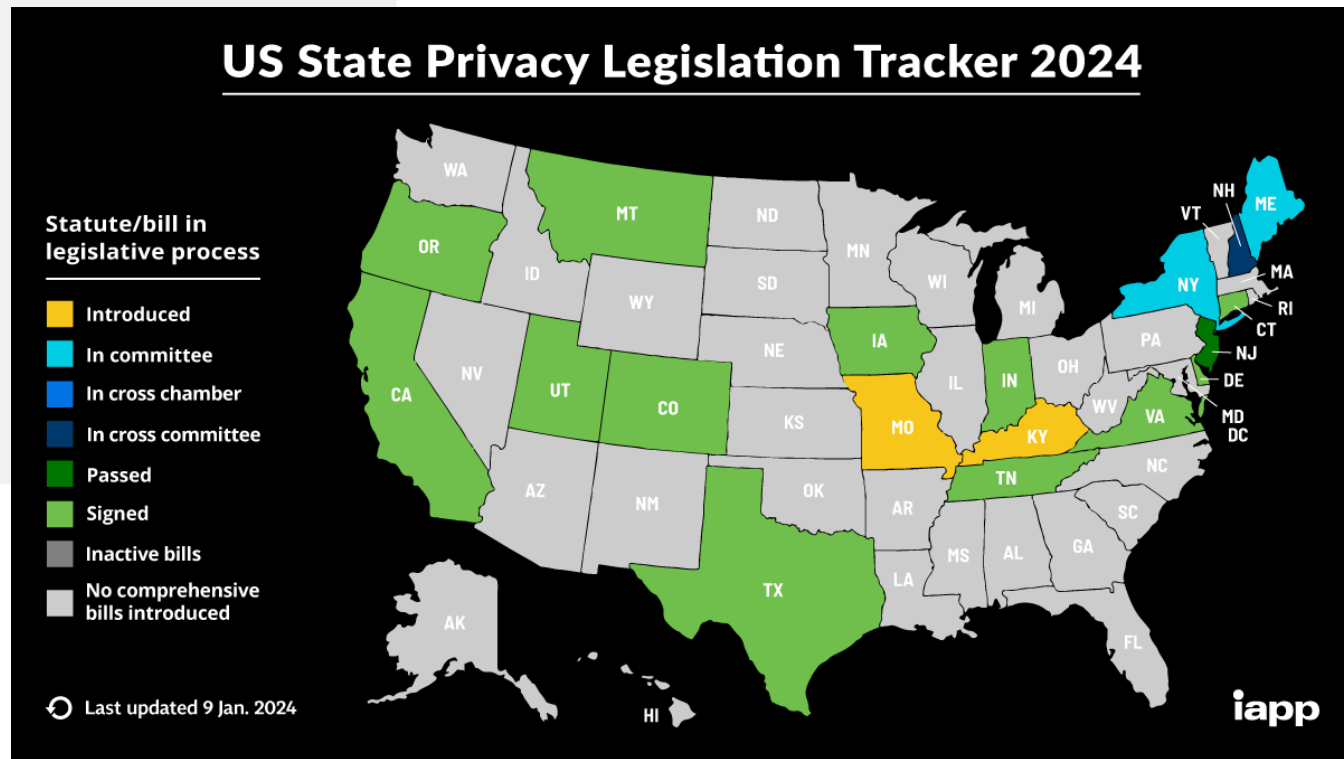 US State Privacy Legislation Tracker 2024
Statute/bill in
legislative process
Introduced
In committee
In cross chamber
In cross committee
Passed
Signed
Inactive bills
No comprehensive
bills introduced
Last updated 9 Jan. 2024
WA
OR
CA
NV
ID
MT
WY
UT
CO
AZ
NM
ND
SD
NE
KS
OK
TX
MN
IA
MO
AR
LA
WI
IL
MI
IN
OH
KY
TN
MS
AL
GA
FL
SC
NC
VA
WV
PA
NY
VT
NH
ME
MA
RI
CT
NJ
DE
MD
DC
AK
HI
iapp